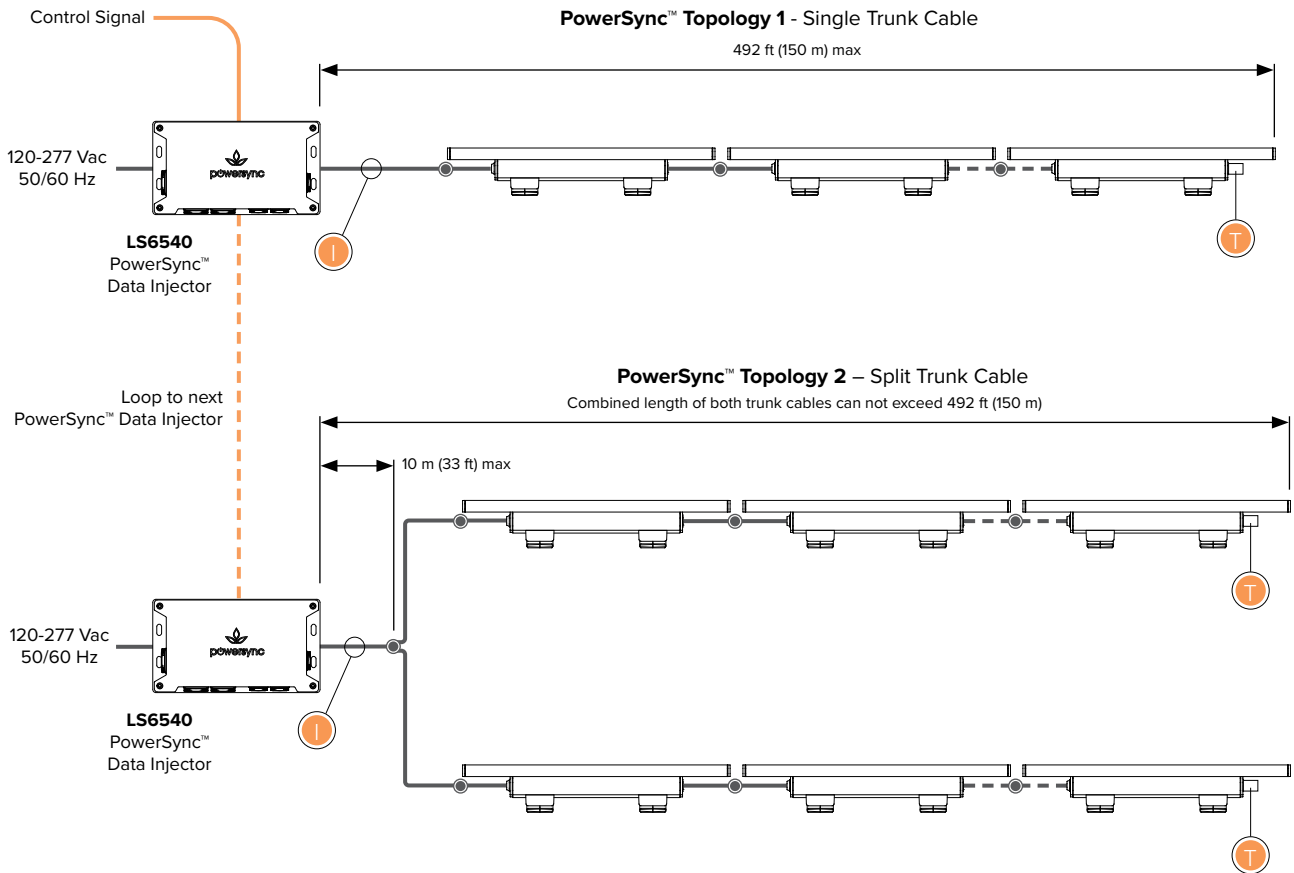 Control Signal
PowerSync™ Topology 1 - Single Trunk Cable
492 ft (150 m) max
120-277 Vac
50/60 Hz
powersync
LS6540
PowerSync™
Data Injector
I
T
Loop to next
PowerSync™ Data Injector
PowerSync™ Topology 2 – Split Trunk Cable
Combined length of both trunk cables can not exceed 492 ft (150 m)
10 m (33 ft) max
T
120-277 Vac
50/60 Hz
powersync
LS6540
PowerSync™
Data Injector
I
T